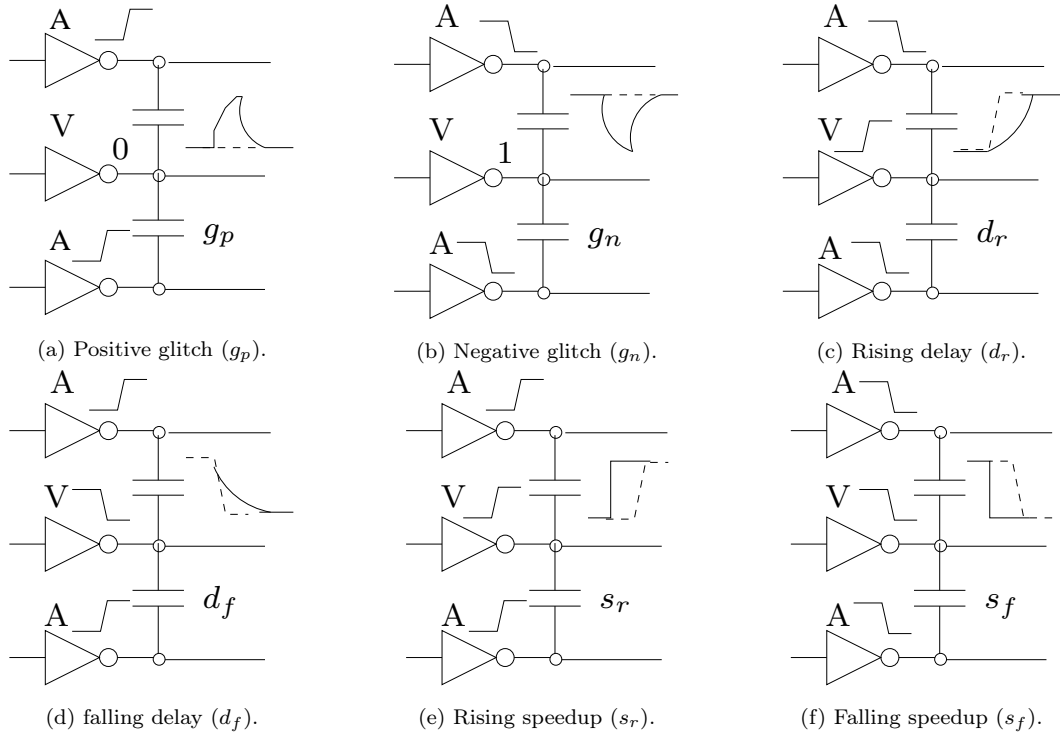 A
V
0
A
g_p
A
V
1
A
g_n
A
V
A
d_r
(a) Positive glitch (g_p).
(b) Negative glitch (g_n).
(c) Rising delay (d_r).
A
V
A
d_f
A
V
A
s_r
A
V
A
s_f
(d) falling delay (d_f).
(e) Rising speedup (s_r).
(f) Falling speedup (s_f).